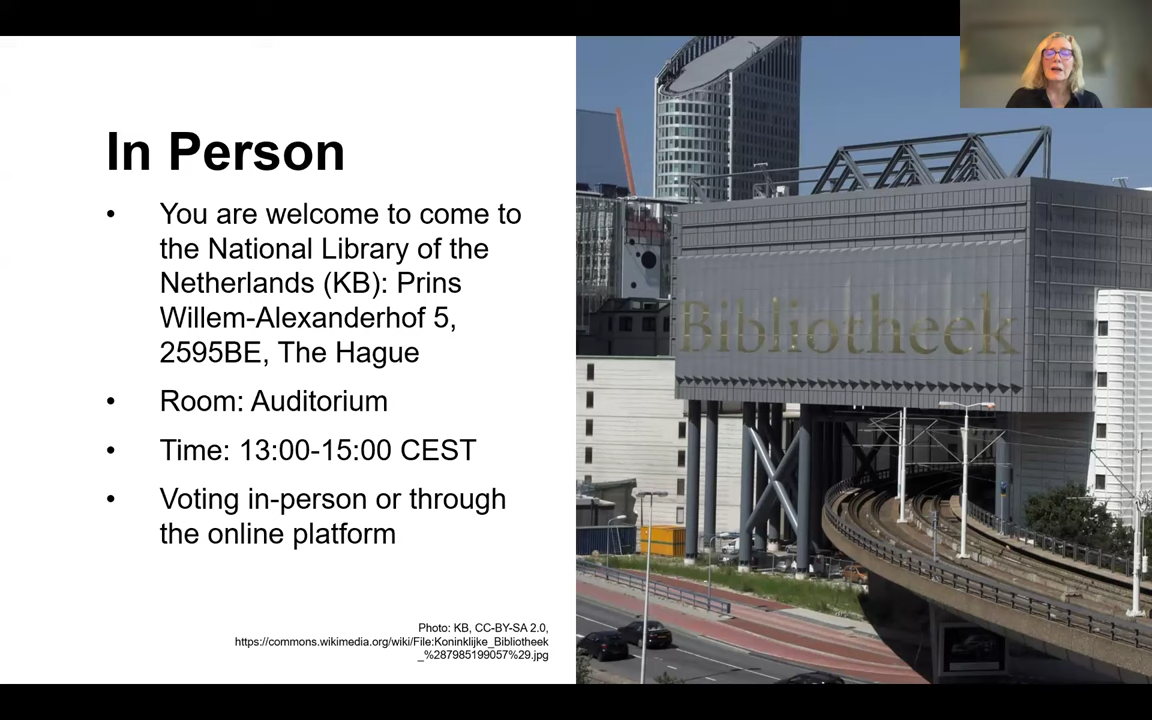 In Person
• You are welcome to come to
the National Library of the
Netherlands (KB): Prins
Willem-Alexanderhof 5,
2595BE, The Hague
• Room: Auditorium
• Time: 13:00-15:00 CEST
• Voting in-person or through
the online platform
Photo: KB, CC-BY-SA 2.0,
https://commons.wikimedia.org/wiki/File:Koninklijke_Bibliotheek
_%287985199057%29.jpg
Bibliotheek